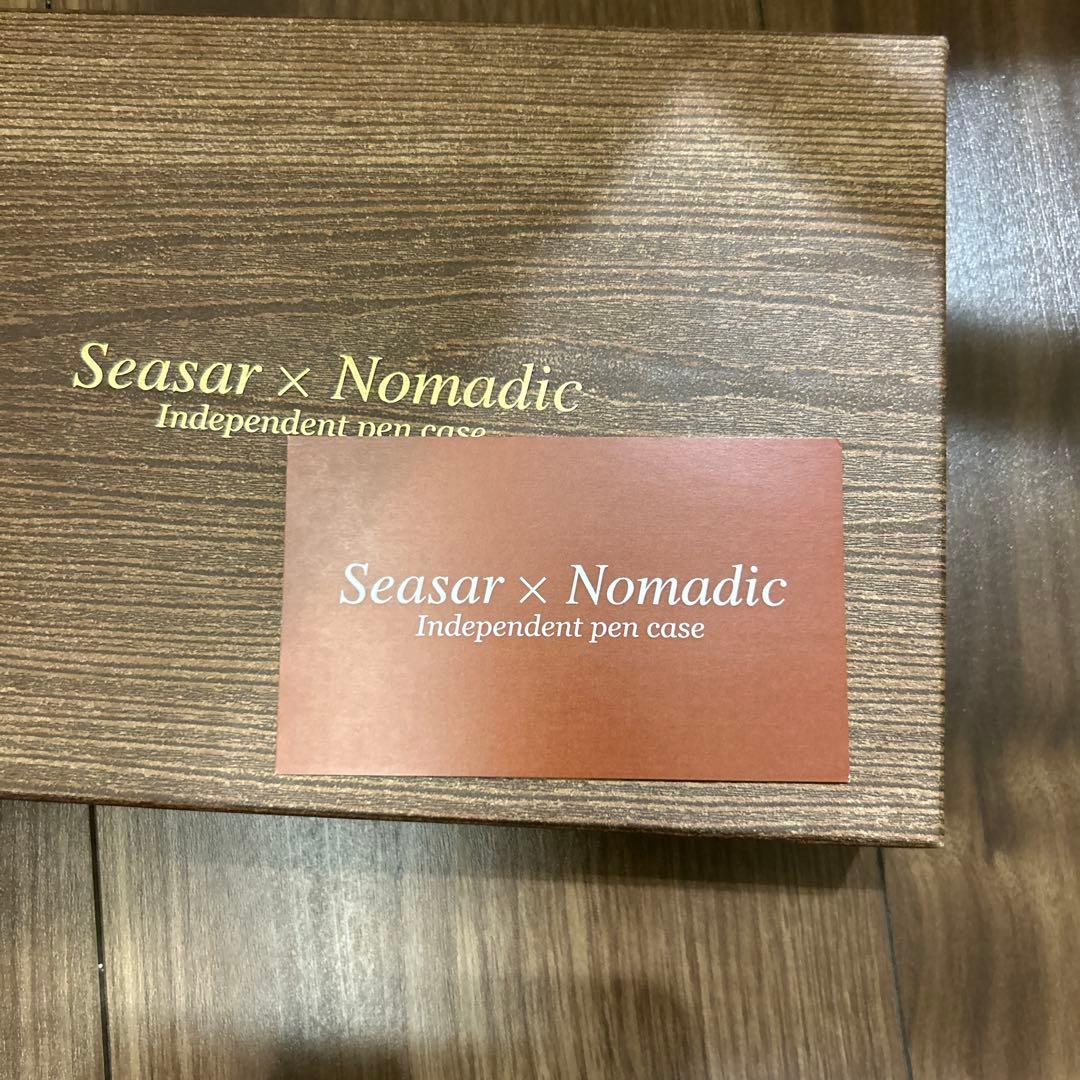 Seasar × Nomadic
Independent pen case
Seasar × Nomadic
Independent pen case